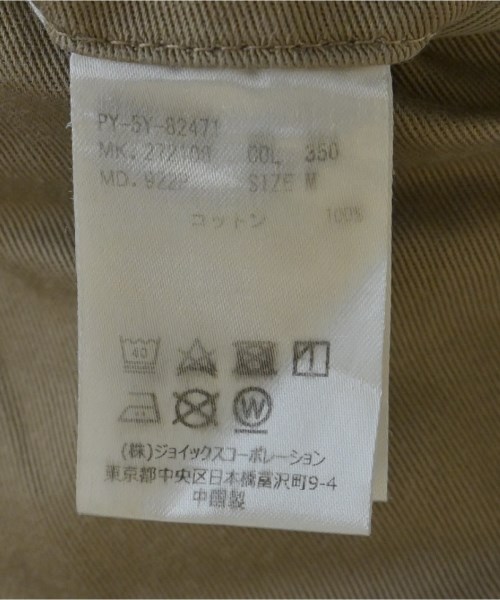 PY-5Y-82471
MK. 272108 COL 350
MD. 922P SIZE M
コットン 100%
40
W
(株)ジョイックスコーポレーション
東京都中央区日本橋富沢町9-4
中国製